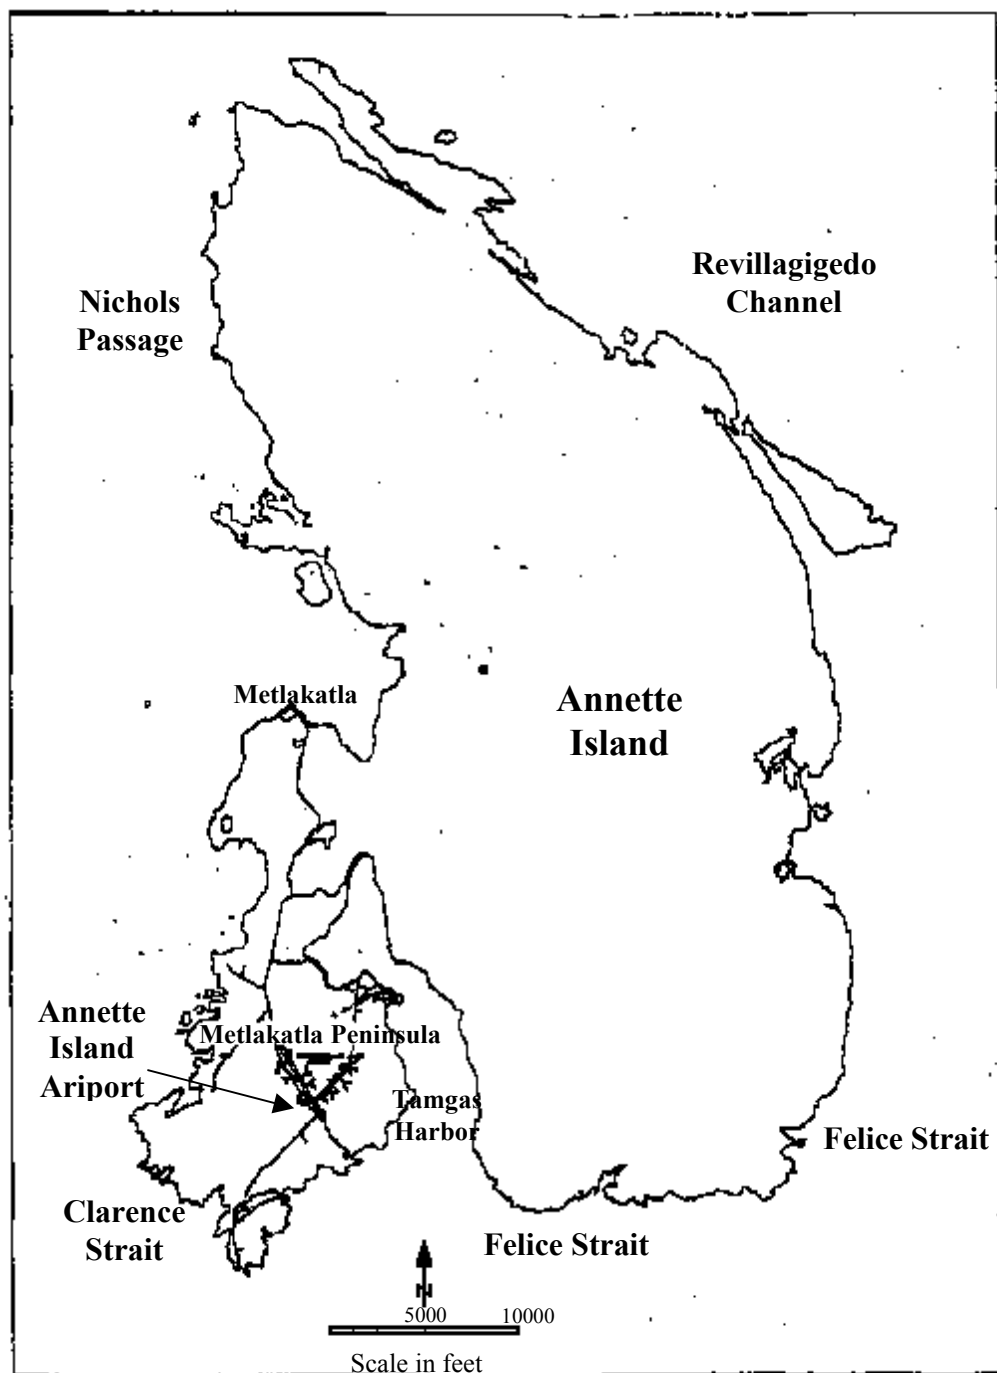 Revillagigedo
Channel
Nichols
Passage
Metlakatla
Annette
Island
Annette
Island
Ariport
Metlakatla Peninsula
Tamgas
Harbor
Felice Strait
Clarence
Strait
Felice Strait
N
5000 10000
Scale in feet